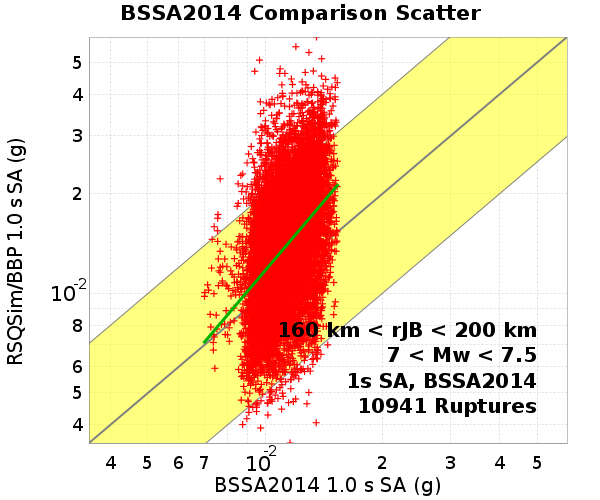 BSSA2014 Comparison Scatter
RSQSim/BBP 1.0 s SA (g)
5
4
3
2
10-2
8
6
5
4
160 km < rJB < 200 km
7 < Mw < 7.5
1s SA, BSSA2014
10941 Ruptures
4 5 6 7 10-2 2 3 4 5
BSSA2014 1.0 s SA (g)